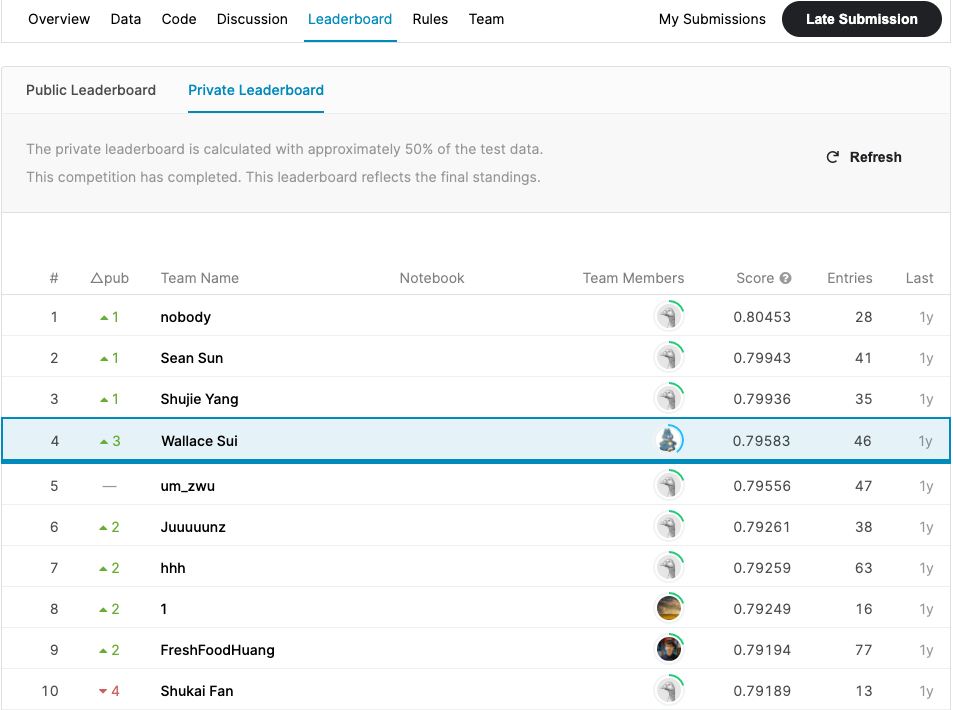 Overview Data Code Discussion Leaderboard Rules Team My Submissions Late Submission
Public Leaderboard Private Leaderboard
The private leaderboard is calculated with approximately 50% of the test data.
This competition has completed. This leaderboard reflects the final standings.
Refresh
# △pub Team Name Notebook Team Members Score Entries Last
1 ▲ 1 nobody 0.80453 28 1y
2 ▲ 1 Sean Sun 0.79943 41 1y
3 ▲ 1 Shujie Yang 0.79936 35 1y
4 ▲ 3 Wallace Sui 0.79583 46 1y
5 — um_zwu 0.79556 47 1y
6 ▲ 2 Juuuuunz 0.79261 38 1y
7 ▲ 2 hhh 0.79259 63 1y
8 ▲ 2 1 0.79249 16 1y
9 ▲ 2 FreshFoodHuang 0.79194 77 1y
10 ▼ 4 Shukai Fan 0.79189 13 1y